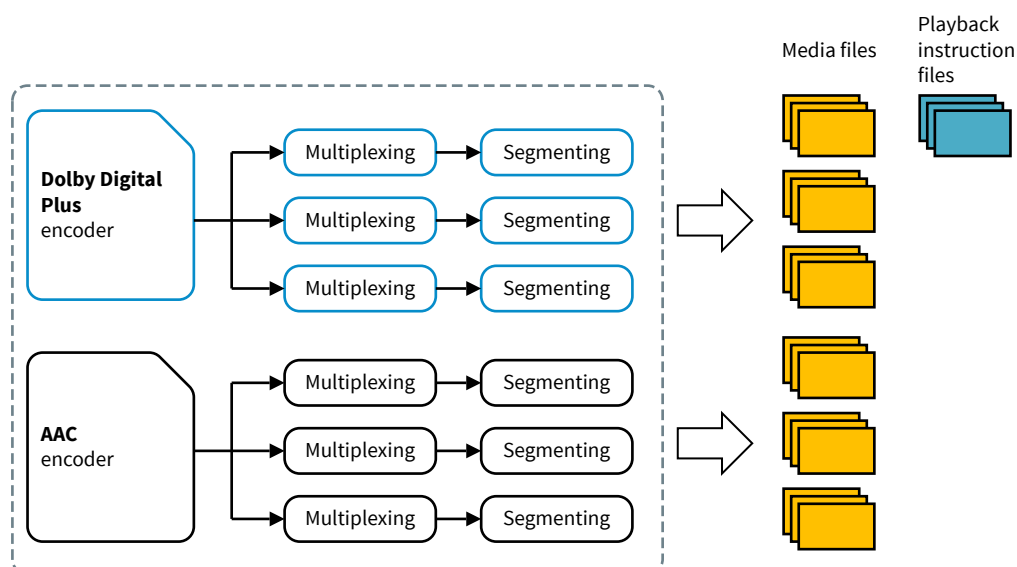 Playback
instruction
files
Media files
Dolby Digital
Plus
encoder
Multiplexing
Segmenting
Multiplexing
Segmenting
Multiplexing
Segmenting
AAC
encoder
Multiplexing
Segmenting
Multiplexing
Segmenting
Multiplexing
Segmenting